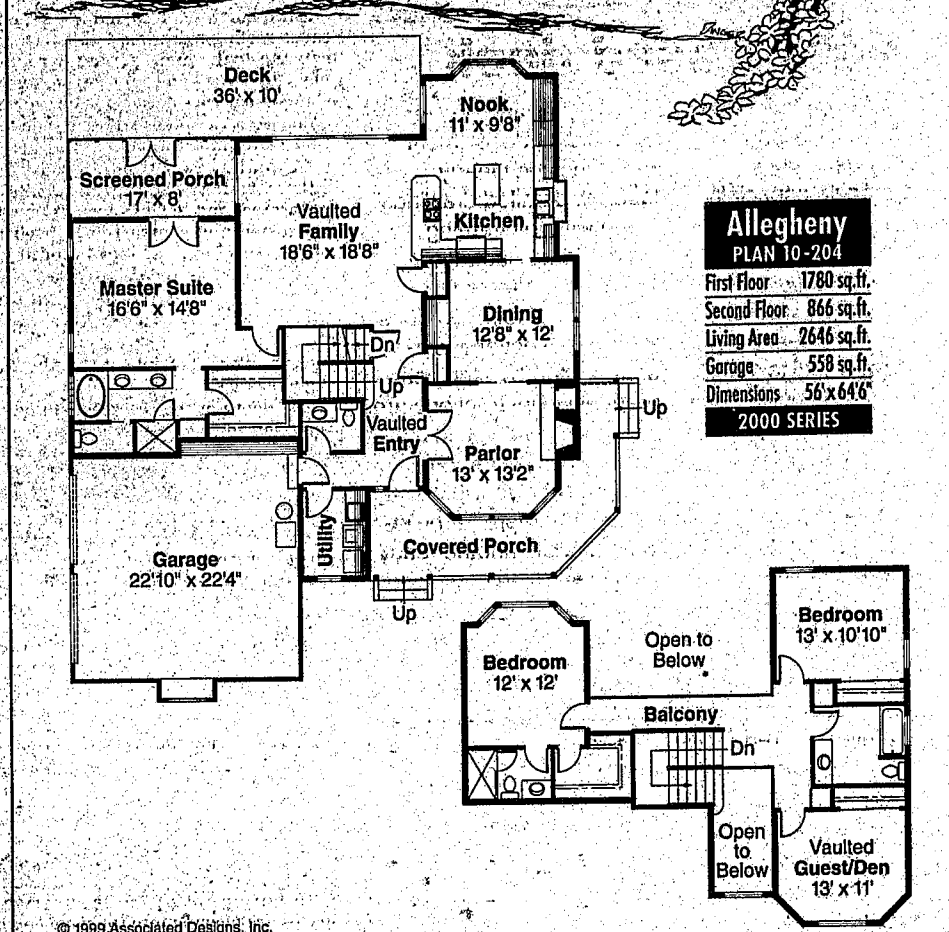 DINGER
Deck
36' x 10'
Nook
11' x 9'8"
Screened Porch
17' x 8'
Vaulted
Family
18'6" x 18'8"
Kitchen
Master Suite
16'6" x 14'8"
Dining
12'8" x 12'
Dn
Up
Vaulted
Entry
Up
Parlor
13' x 13'2"
Garage
22'10" x 22'4"
Utility
Covered Porch
Up
Allegheny
PLAN 10-204
First Floor 1780 sq.ft.
Second Floor 866 sq.ft.
Living Area 2646 sq.ft.
Garage 558 sq.ft.
Dimensions 56'x64'6"
2000 SERIES
Bedroom
12' x 12'
Open to
Below
Bedroom
13' x 10'10"
Balcony
Dn
Open
to
Below
Vaulted
Guest/Den
13' x 11'
© 1999 Associated Designs, Inc.